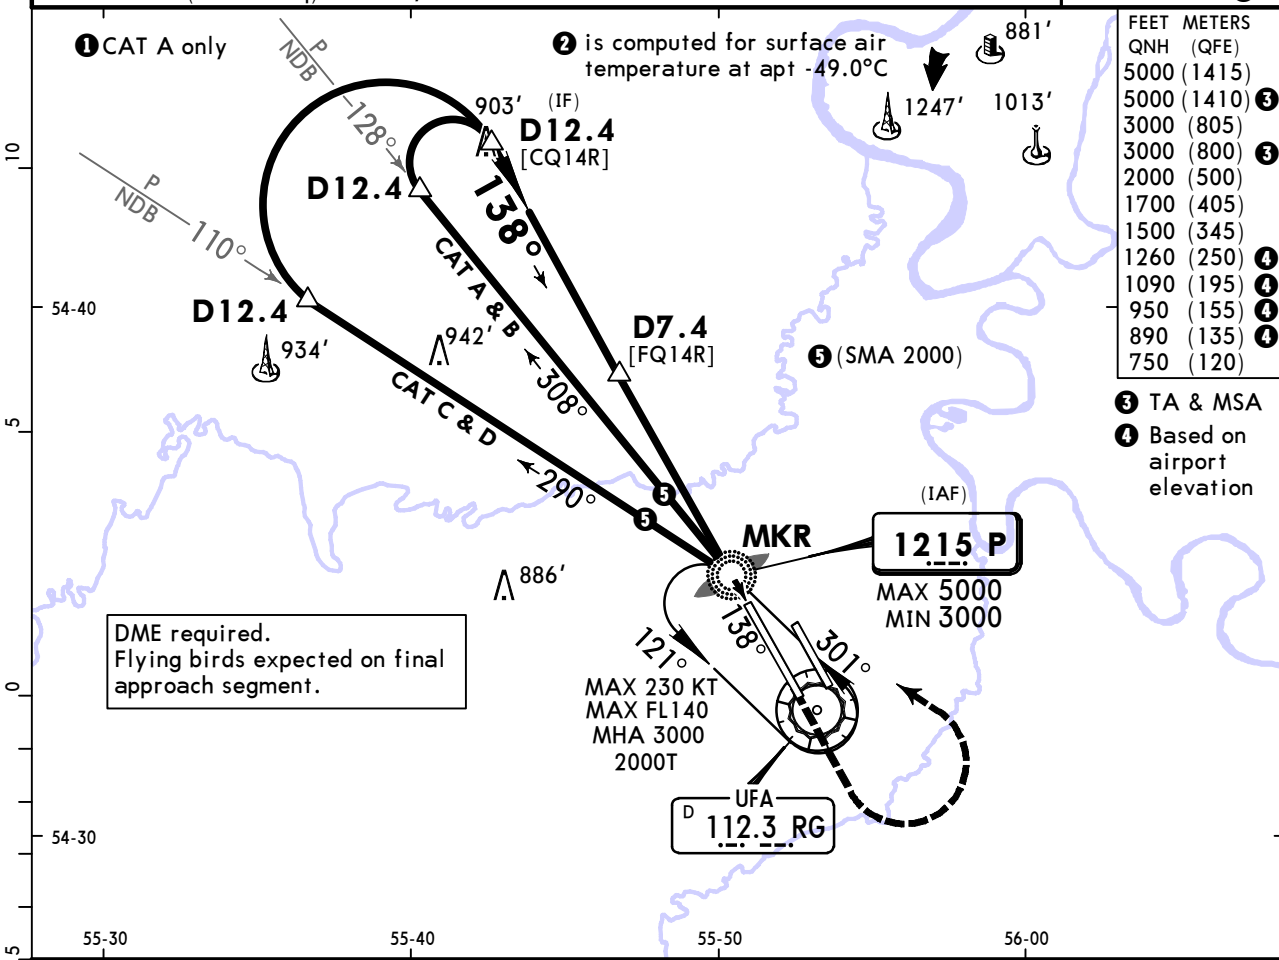 ❶ CAT A only
❷ is computed for surface air
temperature at apt -49.0°C
881'
1247'
1013'
903'
(IF)
D12.4
[CQ14R]
P
NDB
128°
D12.4
138°
P
NDB
110°
D12.4
934'
942'
CAT A & B
308°
CAT C & D
290°
D7.4
[FQ14R]
❺ (SMA 2000)
❺
❺
MKR
(IAF)
1215 P
MAX 5000
MIN 3000
886'
DME required.
Flying birds expected on final
approach segment.
138°
121°
301°
MAX 230 KT
MAX FL140
MHA 3000
2000T
UFA
D
112.3 RG
FEET METERS
QNH (QFE)
5000 (1415)
5000 (1410) ❸
3000 (805)
3000 (800) ❸
2000 (500)
1700 (405)
1500 (345)
1260 (250) ❹
1090 (195) ❹
950 (155) ❹
890 (135) ❹
750 (120)
❸ TA & MSA
❹ Based on
airport
elevation
10
54-40
5
0
54-30
5
55-30
55-40
55-50
56-00